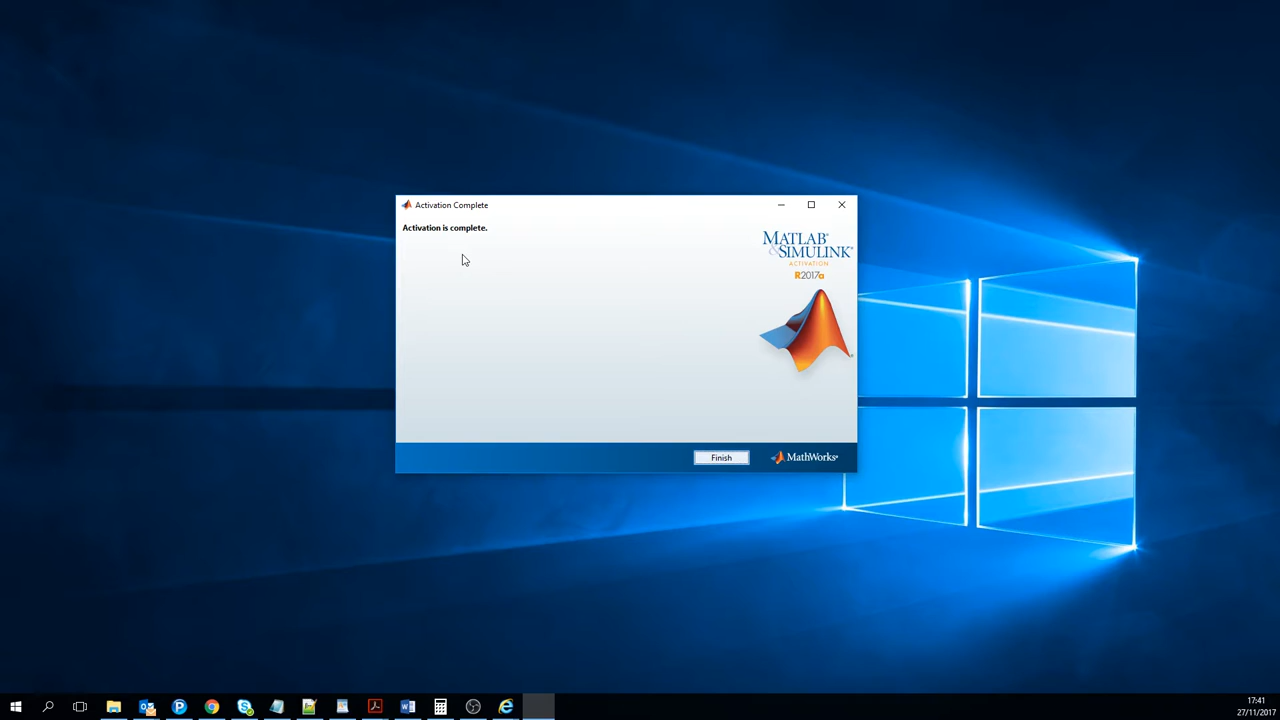 Activation Complete
Activation is complete.
MATLAB®
&SIMULINK®
ACTIVATION
R2017a
Finish
MathWorks®
17:41
27/11/2017